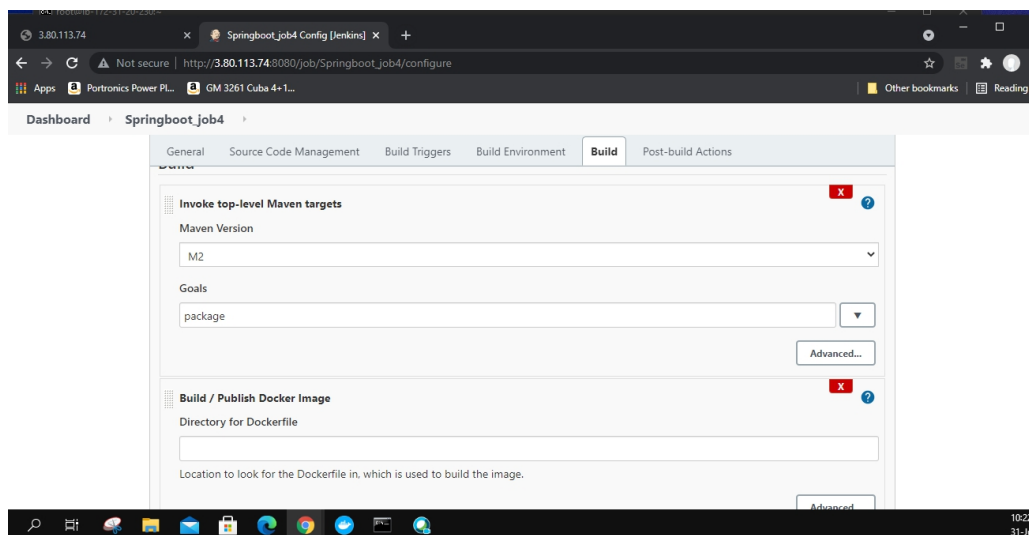 3.80.113.74
Springboot_job4 Config [Jenkins]
Not secure | http://3.80.113.74:8080/job/Springboot_job4/configure
Apps
Portronics Power Pl...
GM 3261 Cuba 4+1...
Other bookmarks
Reading
Dashboard
Springboot_job4
General
Source Code Management
Build Triggers
Build Environment
Build
Post-build Actions
Build
X
Invoke top-level Maven targets
Maven Version
M2
Goals
package
Advanced...
X
Build / Publish Docker Image
Directory for Dockerfile
Location to look for the Dockerfile in, which is used to build the image.
Advanced
10:22